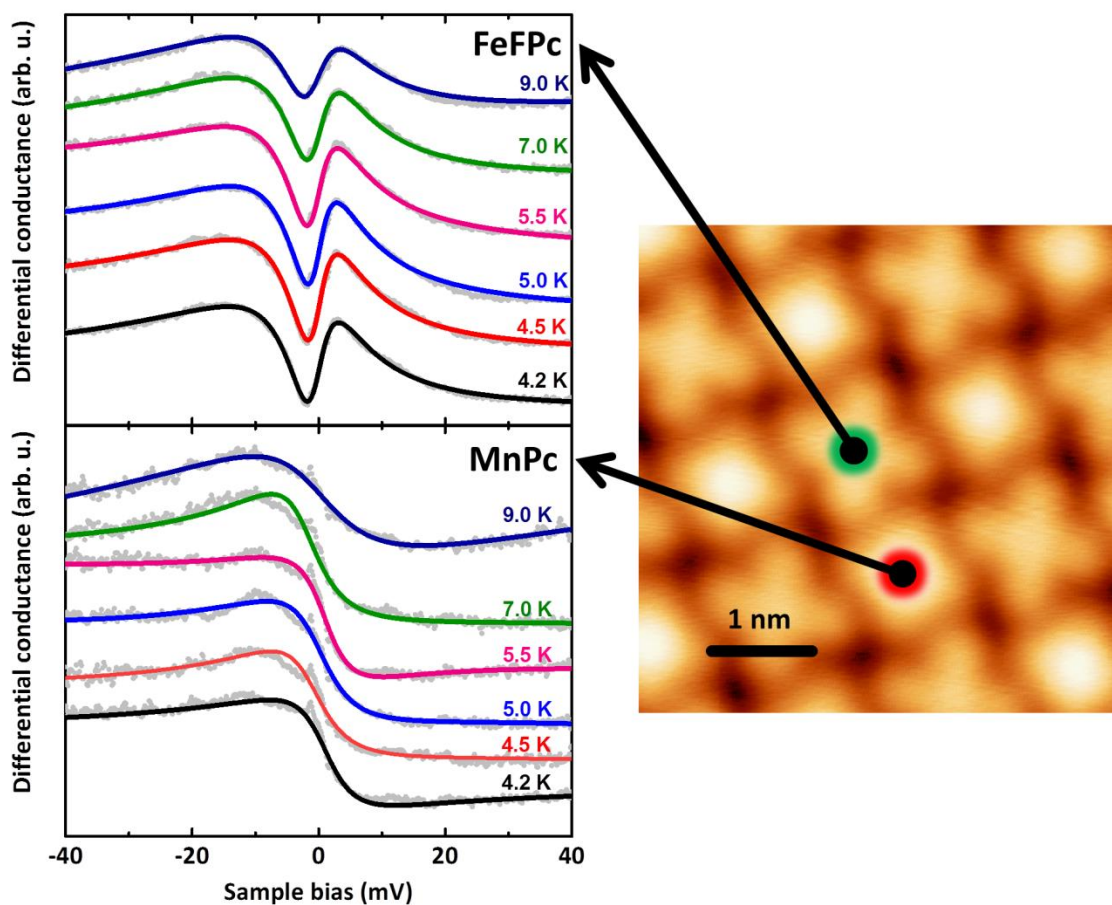 Differential conductance (arb. u.)
FeFPc
9.0 K
7.0 K
5.5 K
5.0 K
4.5 K
4.2 K
Differential conductance (arb. u.)
MnPc
9.0 K
7.0 K
5.5 K
5.0 K
4.5 K
4.2 K
-40 -20 0 20 40
Sample bias (mV)
1 nm